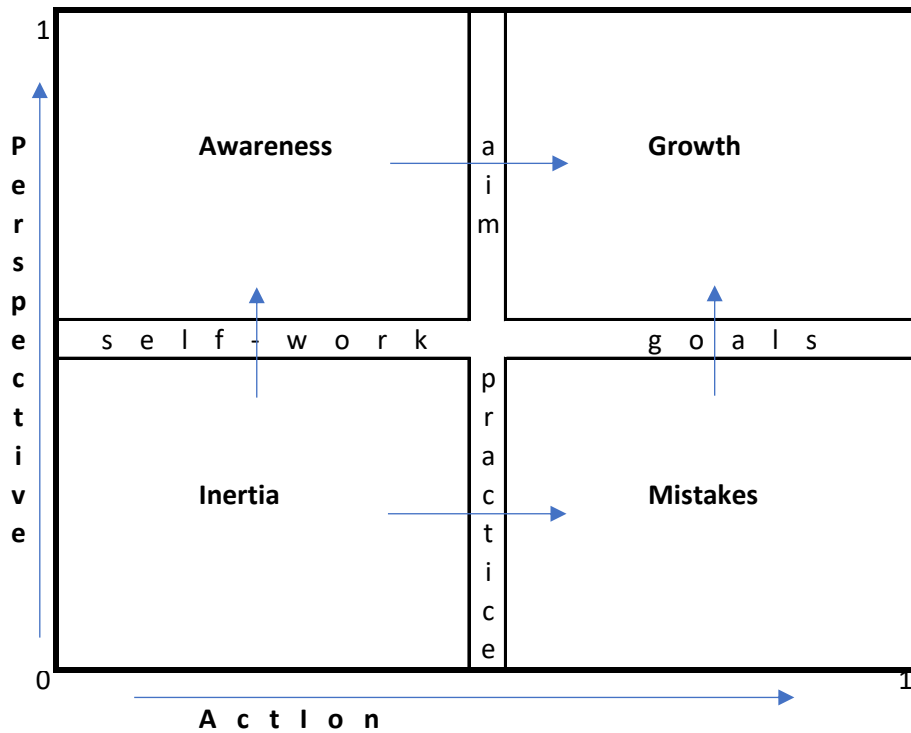 1
Perspective
Awareness
aim
Growth
self-work
goals
Inertia
practice
Mistakes
0
1
ActIon